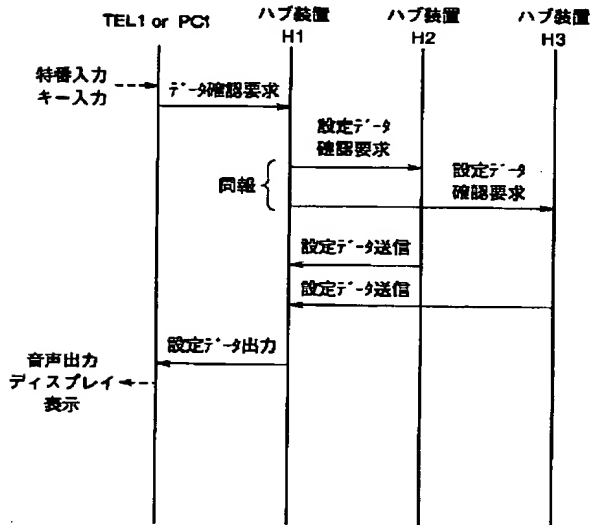 TEL1 or PC1
ハブ装置
H1
ハブ装置
H2
ハブ装置
H3
特番入力
キー入力
データ確認要求
設定データ
確認要求
設定データ
確認要求
同報
設定データ送信
設定データ送信
設定データ出力
音声出力
ディスプレイ
表示